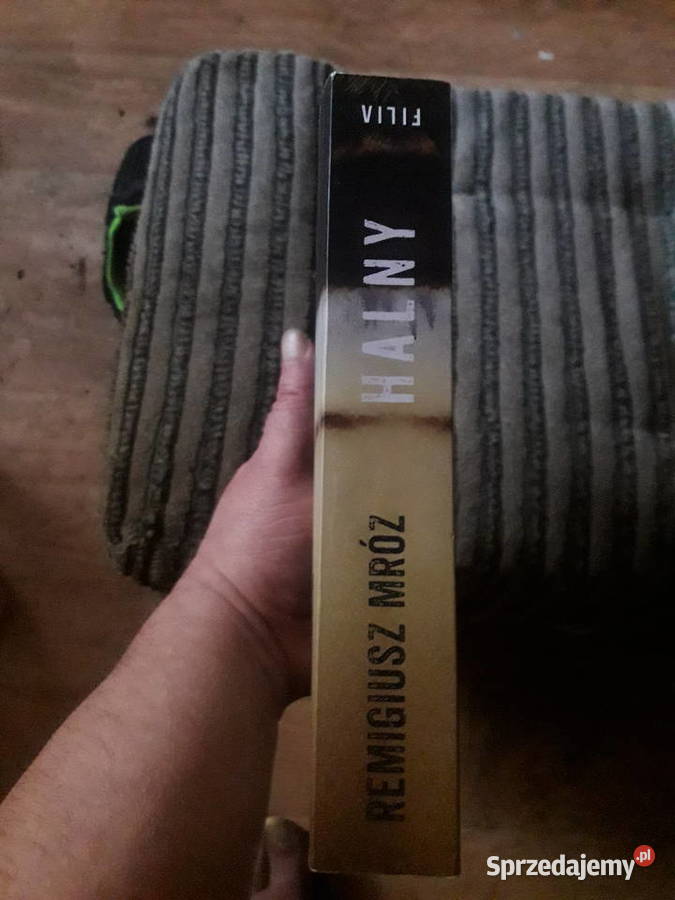 FILIA
HALNY
REMIGIUSZ MRÓZ
Sprzedajemy.pl